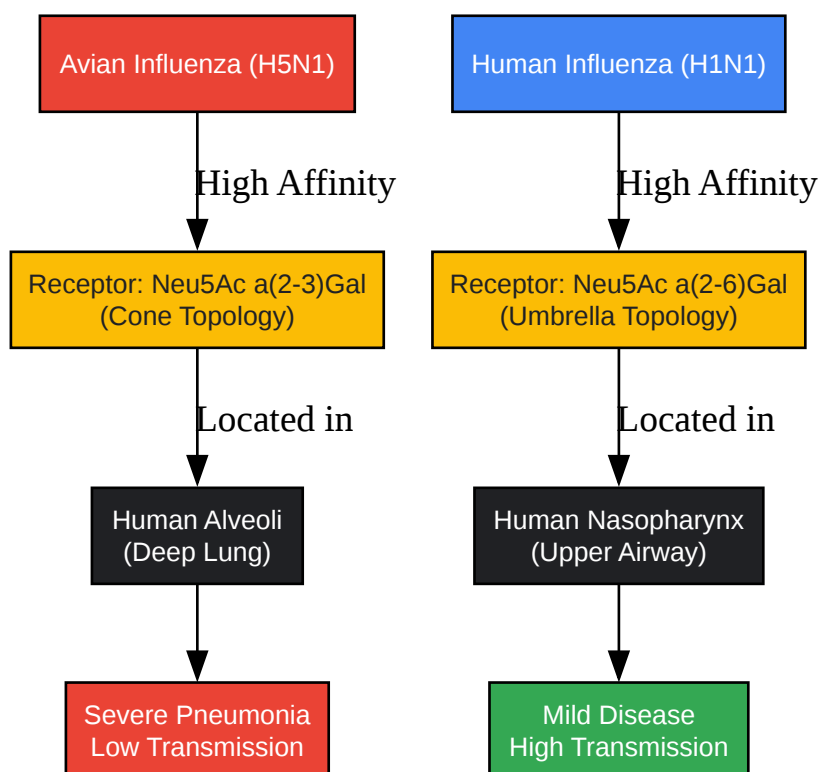 Avian Influenza (H5N1)
High Affinity
Receptor: Neu5Ac a(2-3)Gal
(Cone Topology)
Located in
Human Alveoli
(Deep Lung)
Severe Pneumonia
Low Transmission
Human Influenza (H1N1)
High Affinity
Receptor: Neu5Ac a(2-6)Gal
(Umbrella Topology)
Located in
Human Nasopharynx
(Upper Airway)
Mild Disease
High Transmission